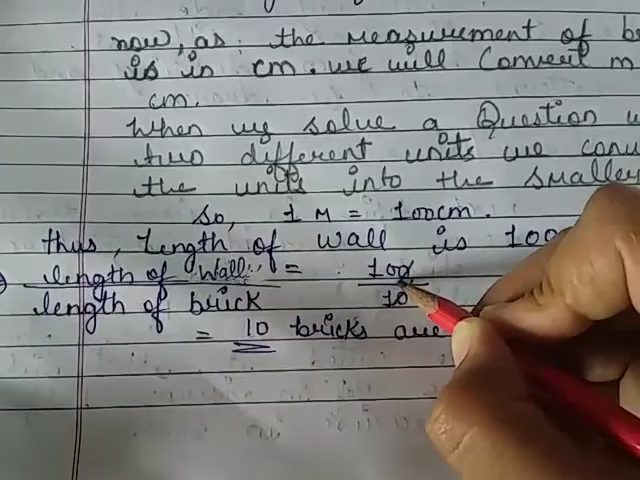 now, as the measurement of
is in cm. we will Convert m
cm.
When we solve a Question
two different units we
the units into the smaller
So, 1 M = 100cm.
thus, Length of wall is 100
length of wall = 100
length of brick 10
= 10 bricks are